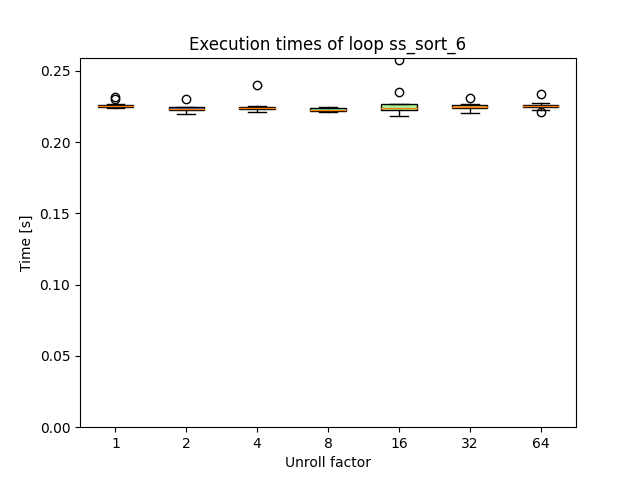 Execution times of loop ss_sort_6
0.25
0.20
0.15
0.10
0.05
0.00
Time [s]
1 2 4 8 16 32 64
Unroll factor